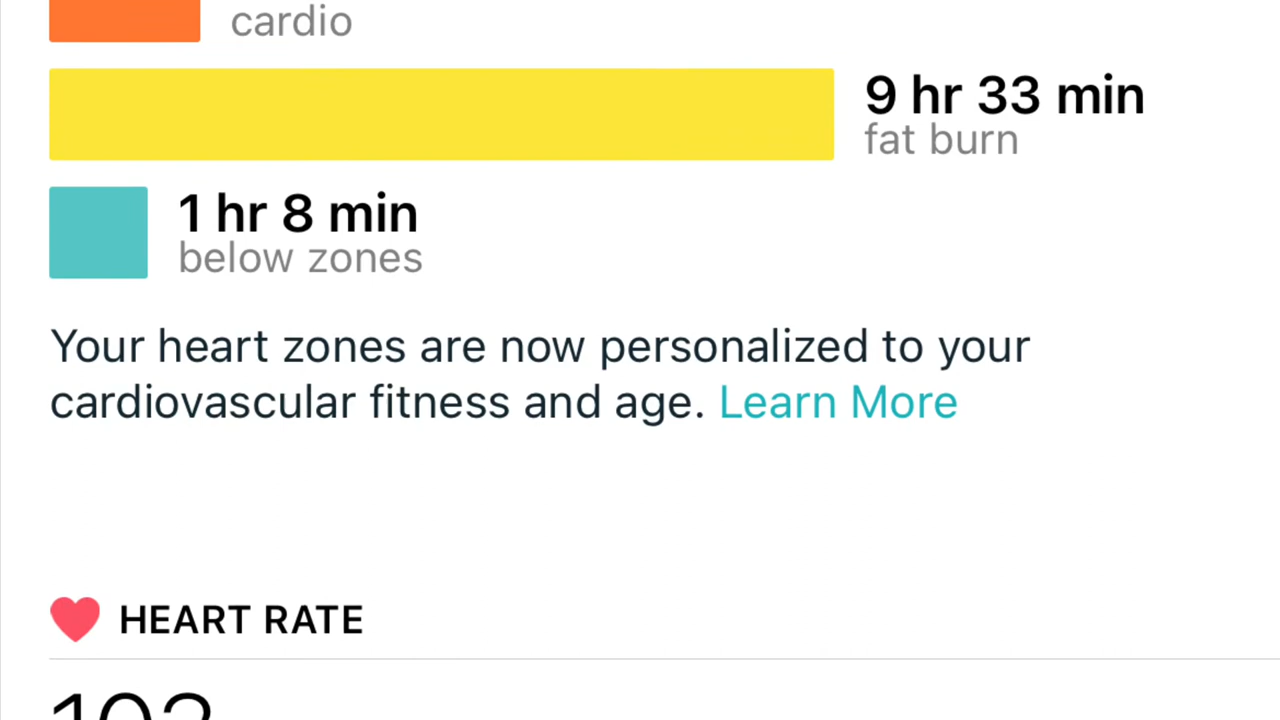 cardio
9 hr 33 min
fat burn
1 hr 8 min
below zones
Your heart zones are now personalized to your
cardiovascular fitness and age. Learn More
HEART RATE